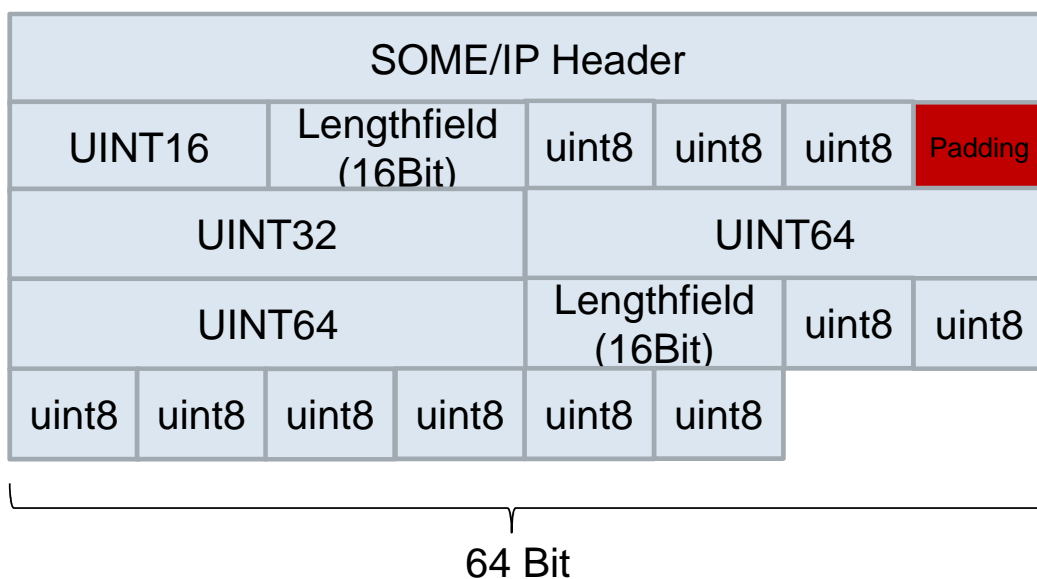 SOME/IP Header
UINT16 Lengthfield (16Bit) uint8 uint8 uint8 Padding
UINT32 UINT64
UINT64 Lengthfield (16Bit) uint8 uint8
uint8 uint8 uint8 uint8 uint8 uint8
64 Bit